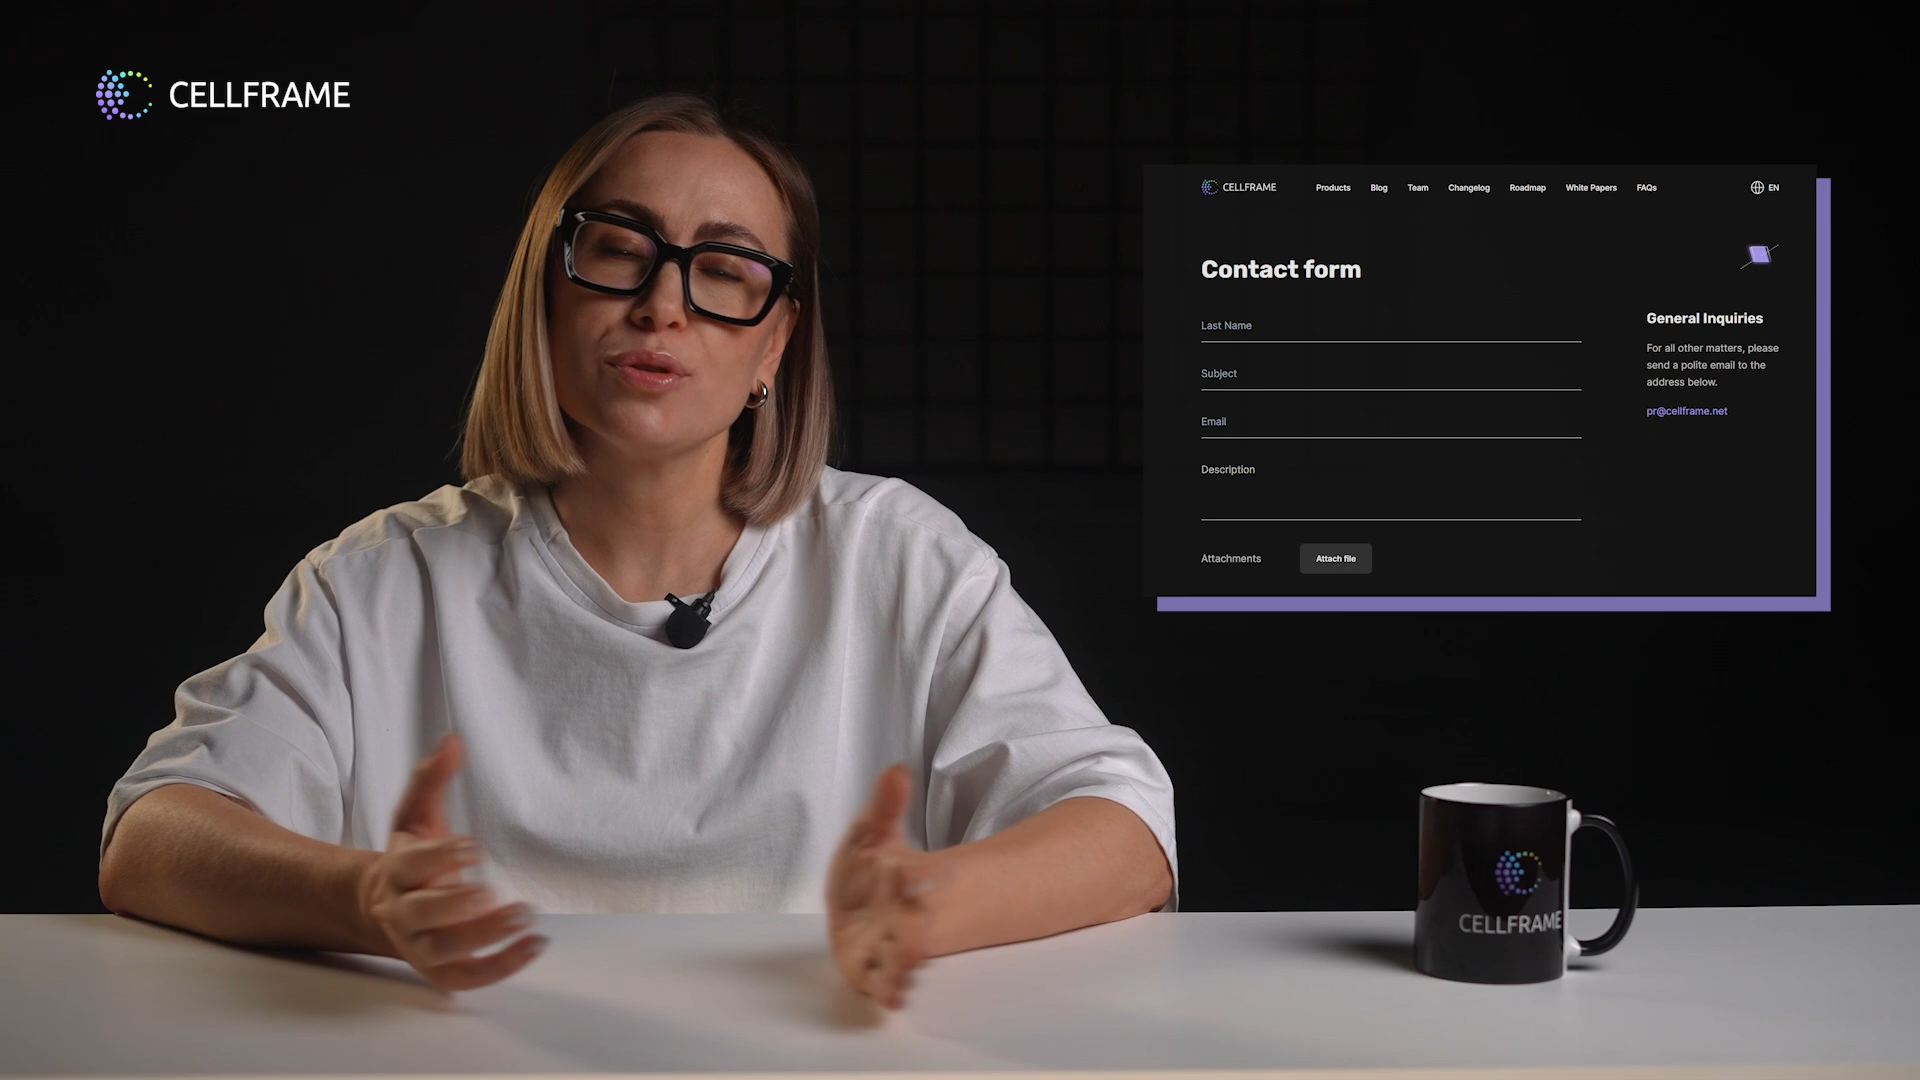 CELLFRAME
CELLFRAME
Products
Blog
Team
Changelog
Roadmap
White Papers
FAQs
EN
Contact form
Last Name
Subject
Email
Description
Attachments
Attach file
General Inquiries
For all other matters, please
send a polite email to the
address below.
pr@cellframe.net
CELLFRAME